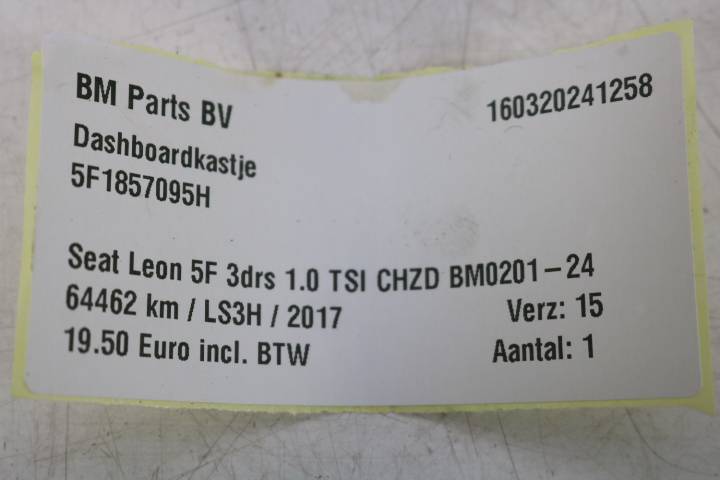 BM Parts BV 160320241258
Dashboardkastje
5F1857095H
Seat Leon 5F 3drs 1.0 TSI CHZD BM0201-24
64462 km / LS3H / 2017 Verz: 15
19.50 Euro incl. BTW Aantal: 1